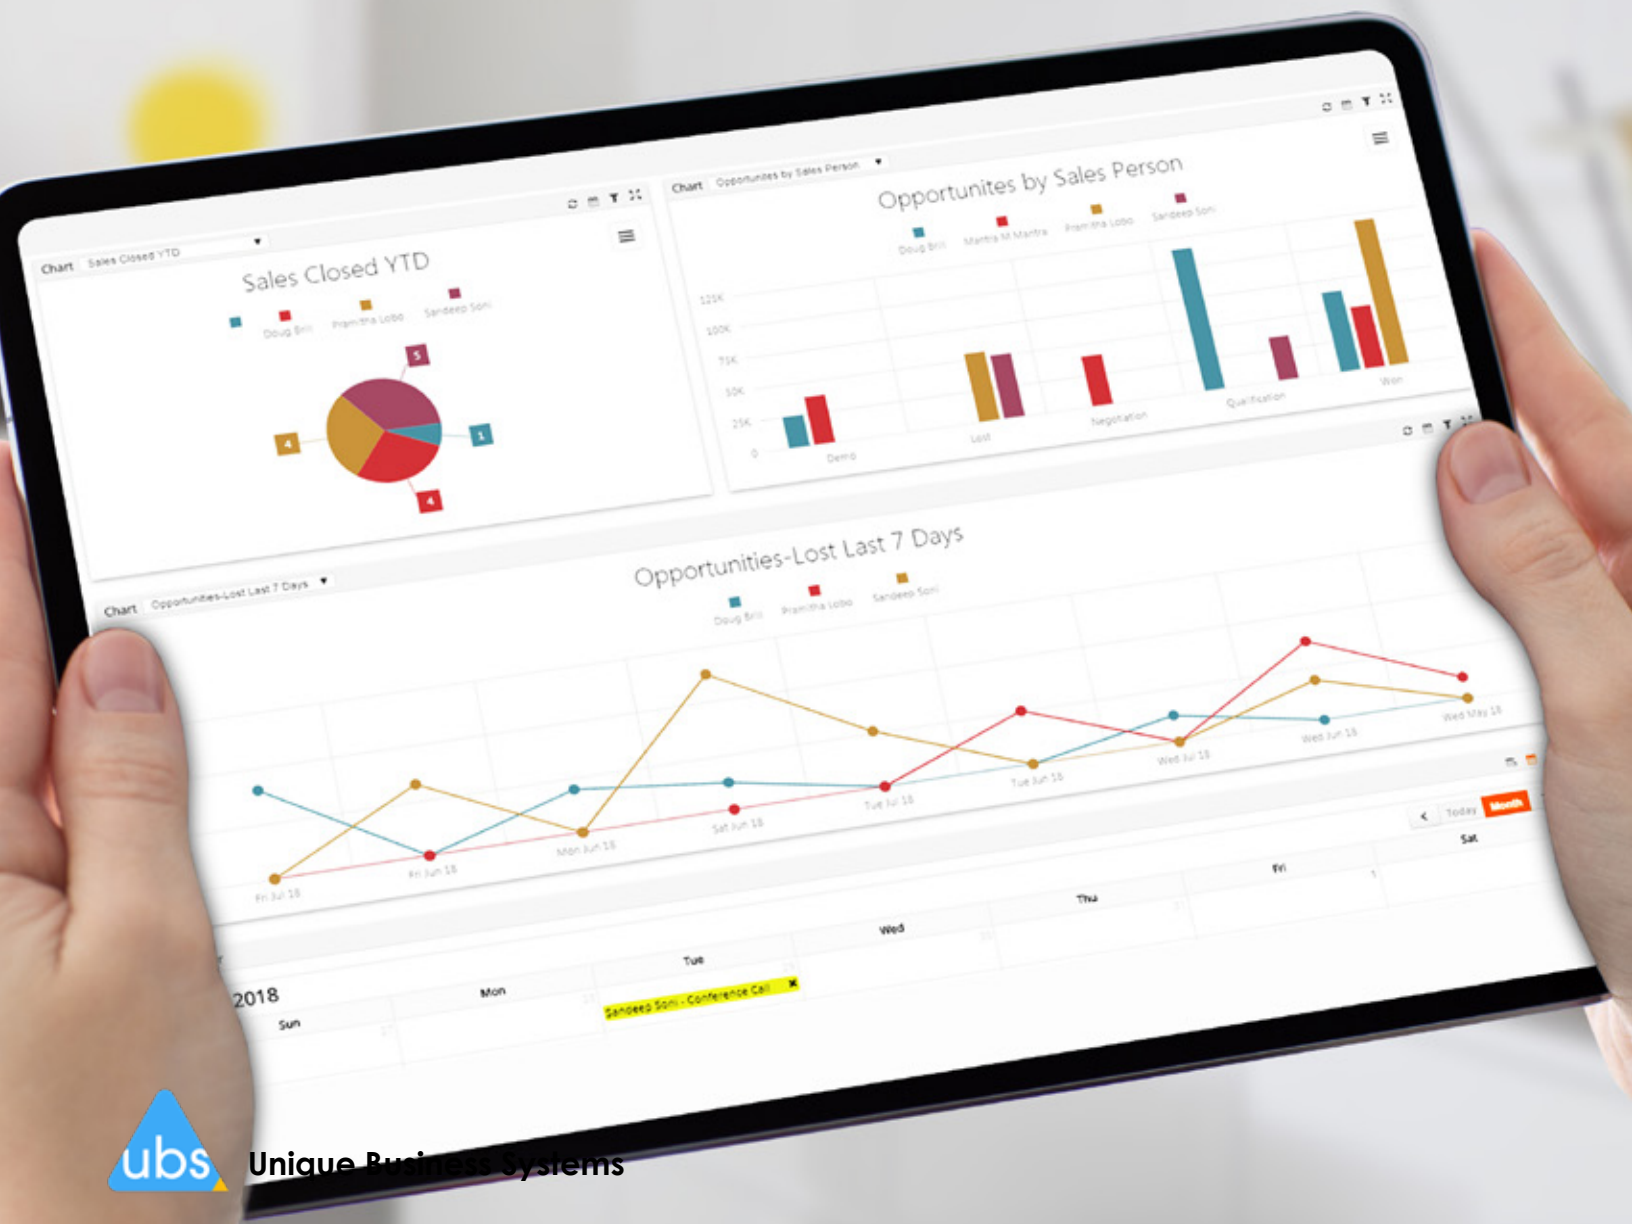 Chart Sales Closed YTD
Sales Closed YTD
Doug Brill Pramitha Lobo Sandeep Soni
5
4
1
4
Chart Opportunites by Sales Person
Opportunites by Sales Person
Doug Brill Mantra M Mantra Pramitha Lobo Sandeep Soni
125K
100K
75K
50K
25K
0
Demo Lost Negotiation Qualification Won
Chart Opportunities-Lost Last 7 Days
Opportunities-Lost Last 7 Days
Doug Brill Pramitha Lobo Sandeep Soni
Fri Jul 18 Fri Jun 18 Mon Jun 18 Sat Jun 18 Tue Jul 18 Tue Jun 18 Wed Jul 18 Wed Jun 18 Wed May 18
Today Month
2018
Sun Mon Tue Wed Thu Fri Sat
1
Sandeep Soni - Conference Call
ubs Unique Business Systems